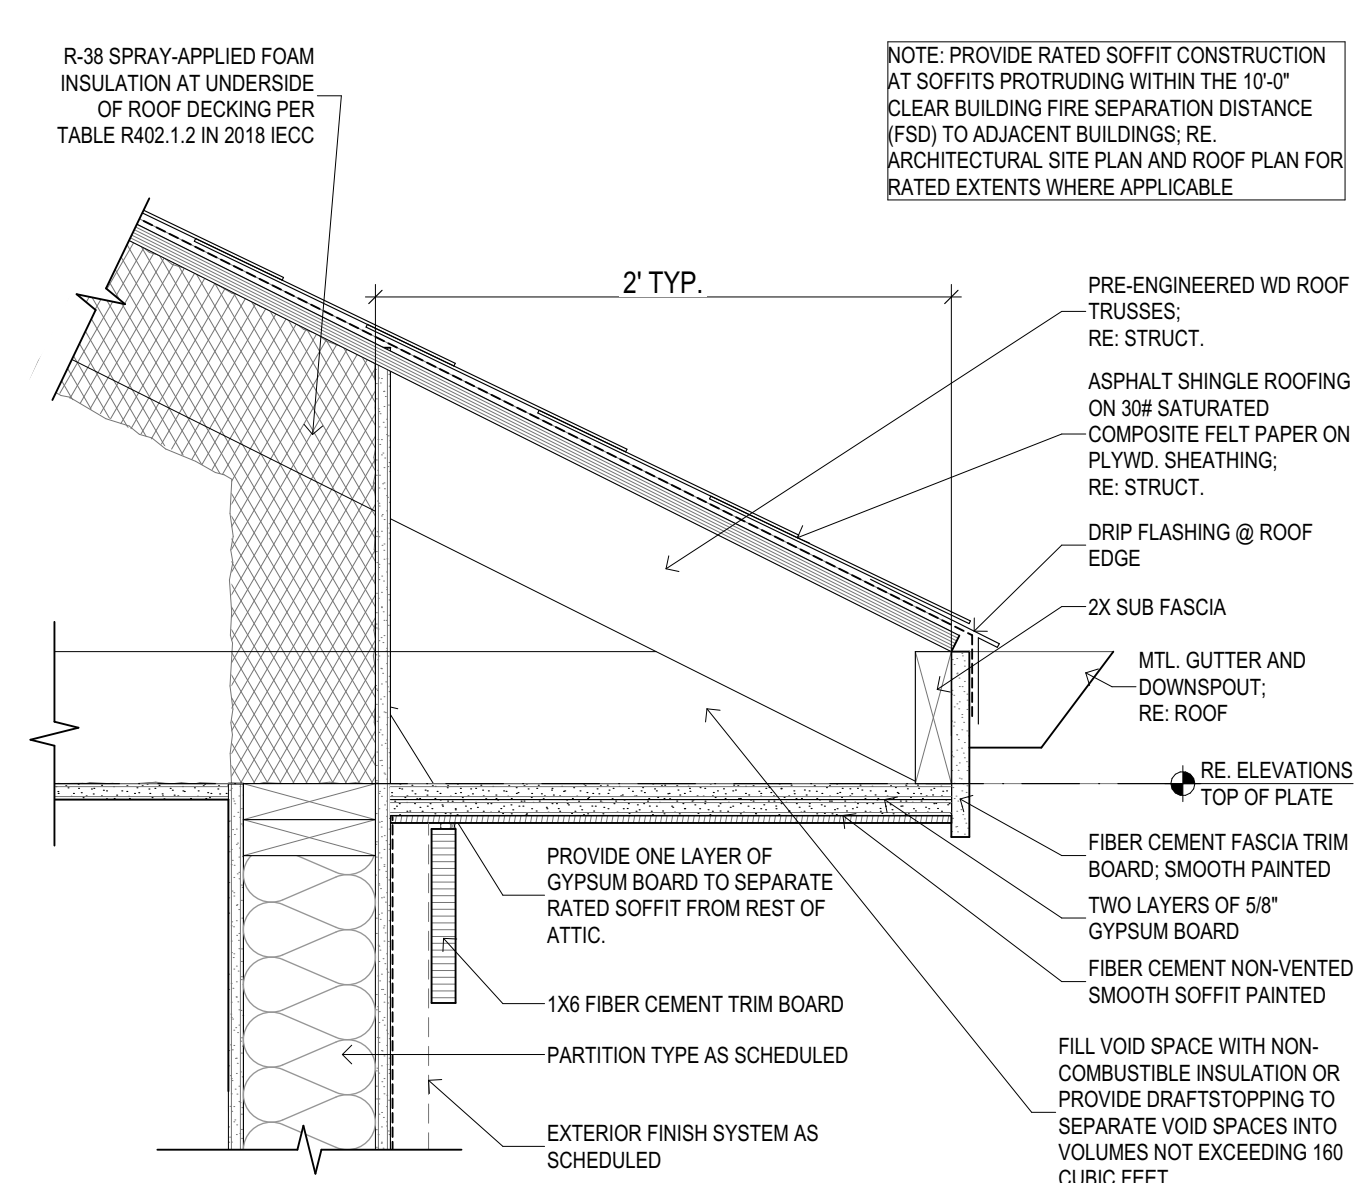 R-38 SPRAY-APPLIED FOAM
INSULATION AT UNDERSIDE
OF ROOF DECKING PER
TABLE R402.1.2 IN 2018 IECC
NOTE: PROVIDE RATED SOFFIT CONSTRUCTION
AT SOFFITS PROTRUDING WITHIN THE 10'-0"
CLEAR BUILDING FIRE SEPARATION DISTANCE
(FSD) TO ADJACENT BUILDINGS; RE.
ARCHITECTURAL SITE PLAN AND ROOF PLAN FOR
RATED EXTENTS WHERE APPLICABLE
2' TYP.
PRE-ENGINEERED WD ROOF
TRUSSES;
RE: STRUCT.
ASPHALT SHINGLE ROOFING
ON 30# SATURATED
COMPOSITE FELT PAPER ON
PLYWD. SHEATHING;
RE: STRUCT.
DRIP FLASHING @ ROOF
EDGE
2X SUB FASCIA
MTL. GUTTER AND
DOWNSPOUT;
RE: ROOF
RE. ELEVATIONS
TOP OF PLATE
FIBER CEMENT FASCIA TRIM
BOARD; SMOOTH PAINTED
TWO LAYERS OF 5/8"
GYPSUM BOARD
FIBER CEMENT NON-VENTED
SMOOTH SOFFIT PAINTED
FILL VOID SPACE WITH NON-
COMBUSTIBLE INSULATION OR
PROVIDE DRAFTSTOPPING TO
SEPARATE VOID SPACES INTO
VOLUMES NOT EXCEEDING 160
CUBIC FEET
PROVIDE ONE LAYER OF
GYPSUM BOARD TO SEPARATE
RATED SOFFIT FROM REST OF
ATTIC.
1X6 FIBER CEMENT TRIM BOARD
PARTITION TYPE AS SCHEDULED
EXTERIOR FINISH SYSTEM AS
SCHEDULED